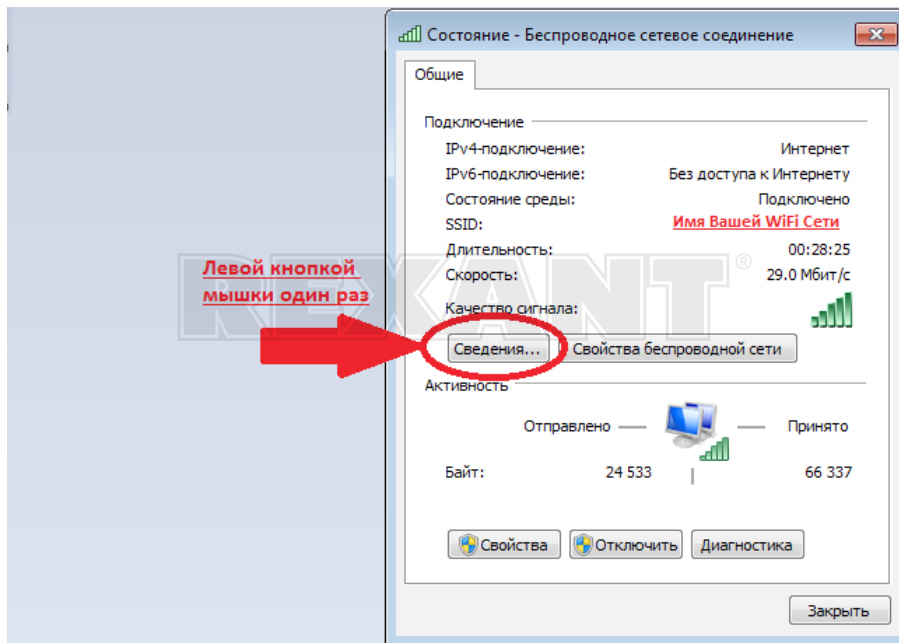 Состояние - Беспроводное сетевое соединение
Общие
Подключение
IPv4-подключение: Интернет
IPv6-подключение: Без доступа к Интернету
Состояние среды: Подключено
SSID: Имя Вашей WiFi Сети
Длительность: 00:28:25
Скорость: 29.0 Мбит/с
Качество сигнала:
Левой кнопкой
мышки один раз
REXANT®
Сведения... Свойства беспроводной сети
Активность
Отправлено Принято
Байт: 24 533 66 337
Свойства Отключить Диагностика
Закрыть